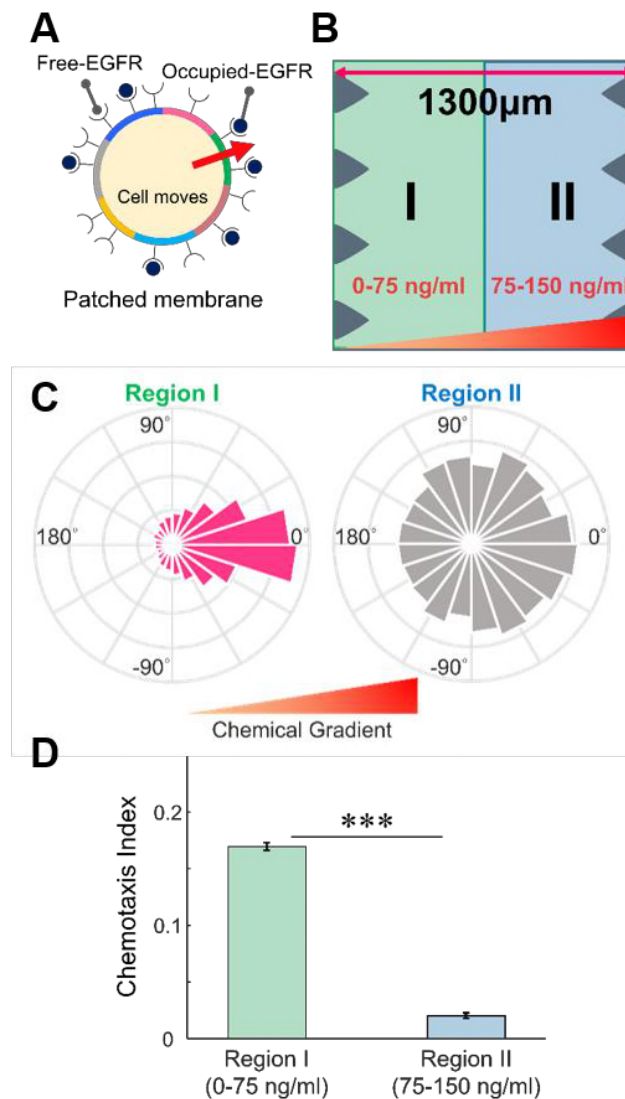 A
Free-EGFR
Occupied-EGFR
Cell moves
Patched membrane
B
1300μm
I
II
0-75 ng/ml
75-150 ng/ml
C
Region I
Region II
90°
180°
0°
-90°
90°
180°
0°
-90°
Chemical Gradient
D
Chemotaxis Index
0.2
0.1
0
***
Region I
(0-75 ng/ml)
Region II
(75-150 ng/ml)